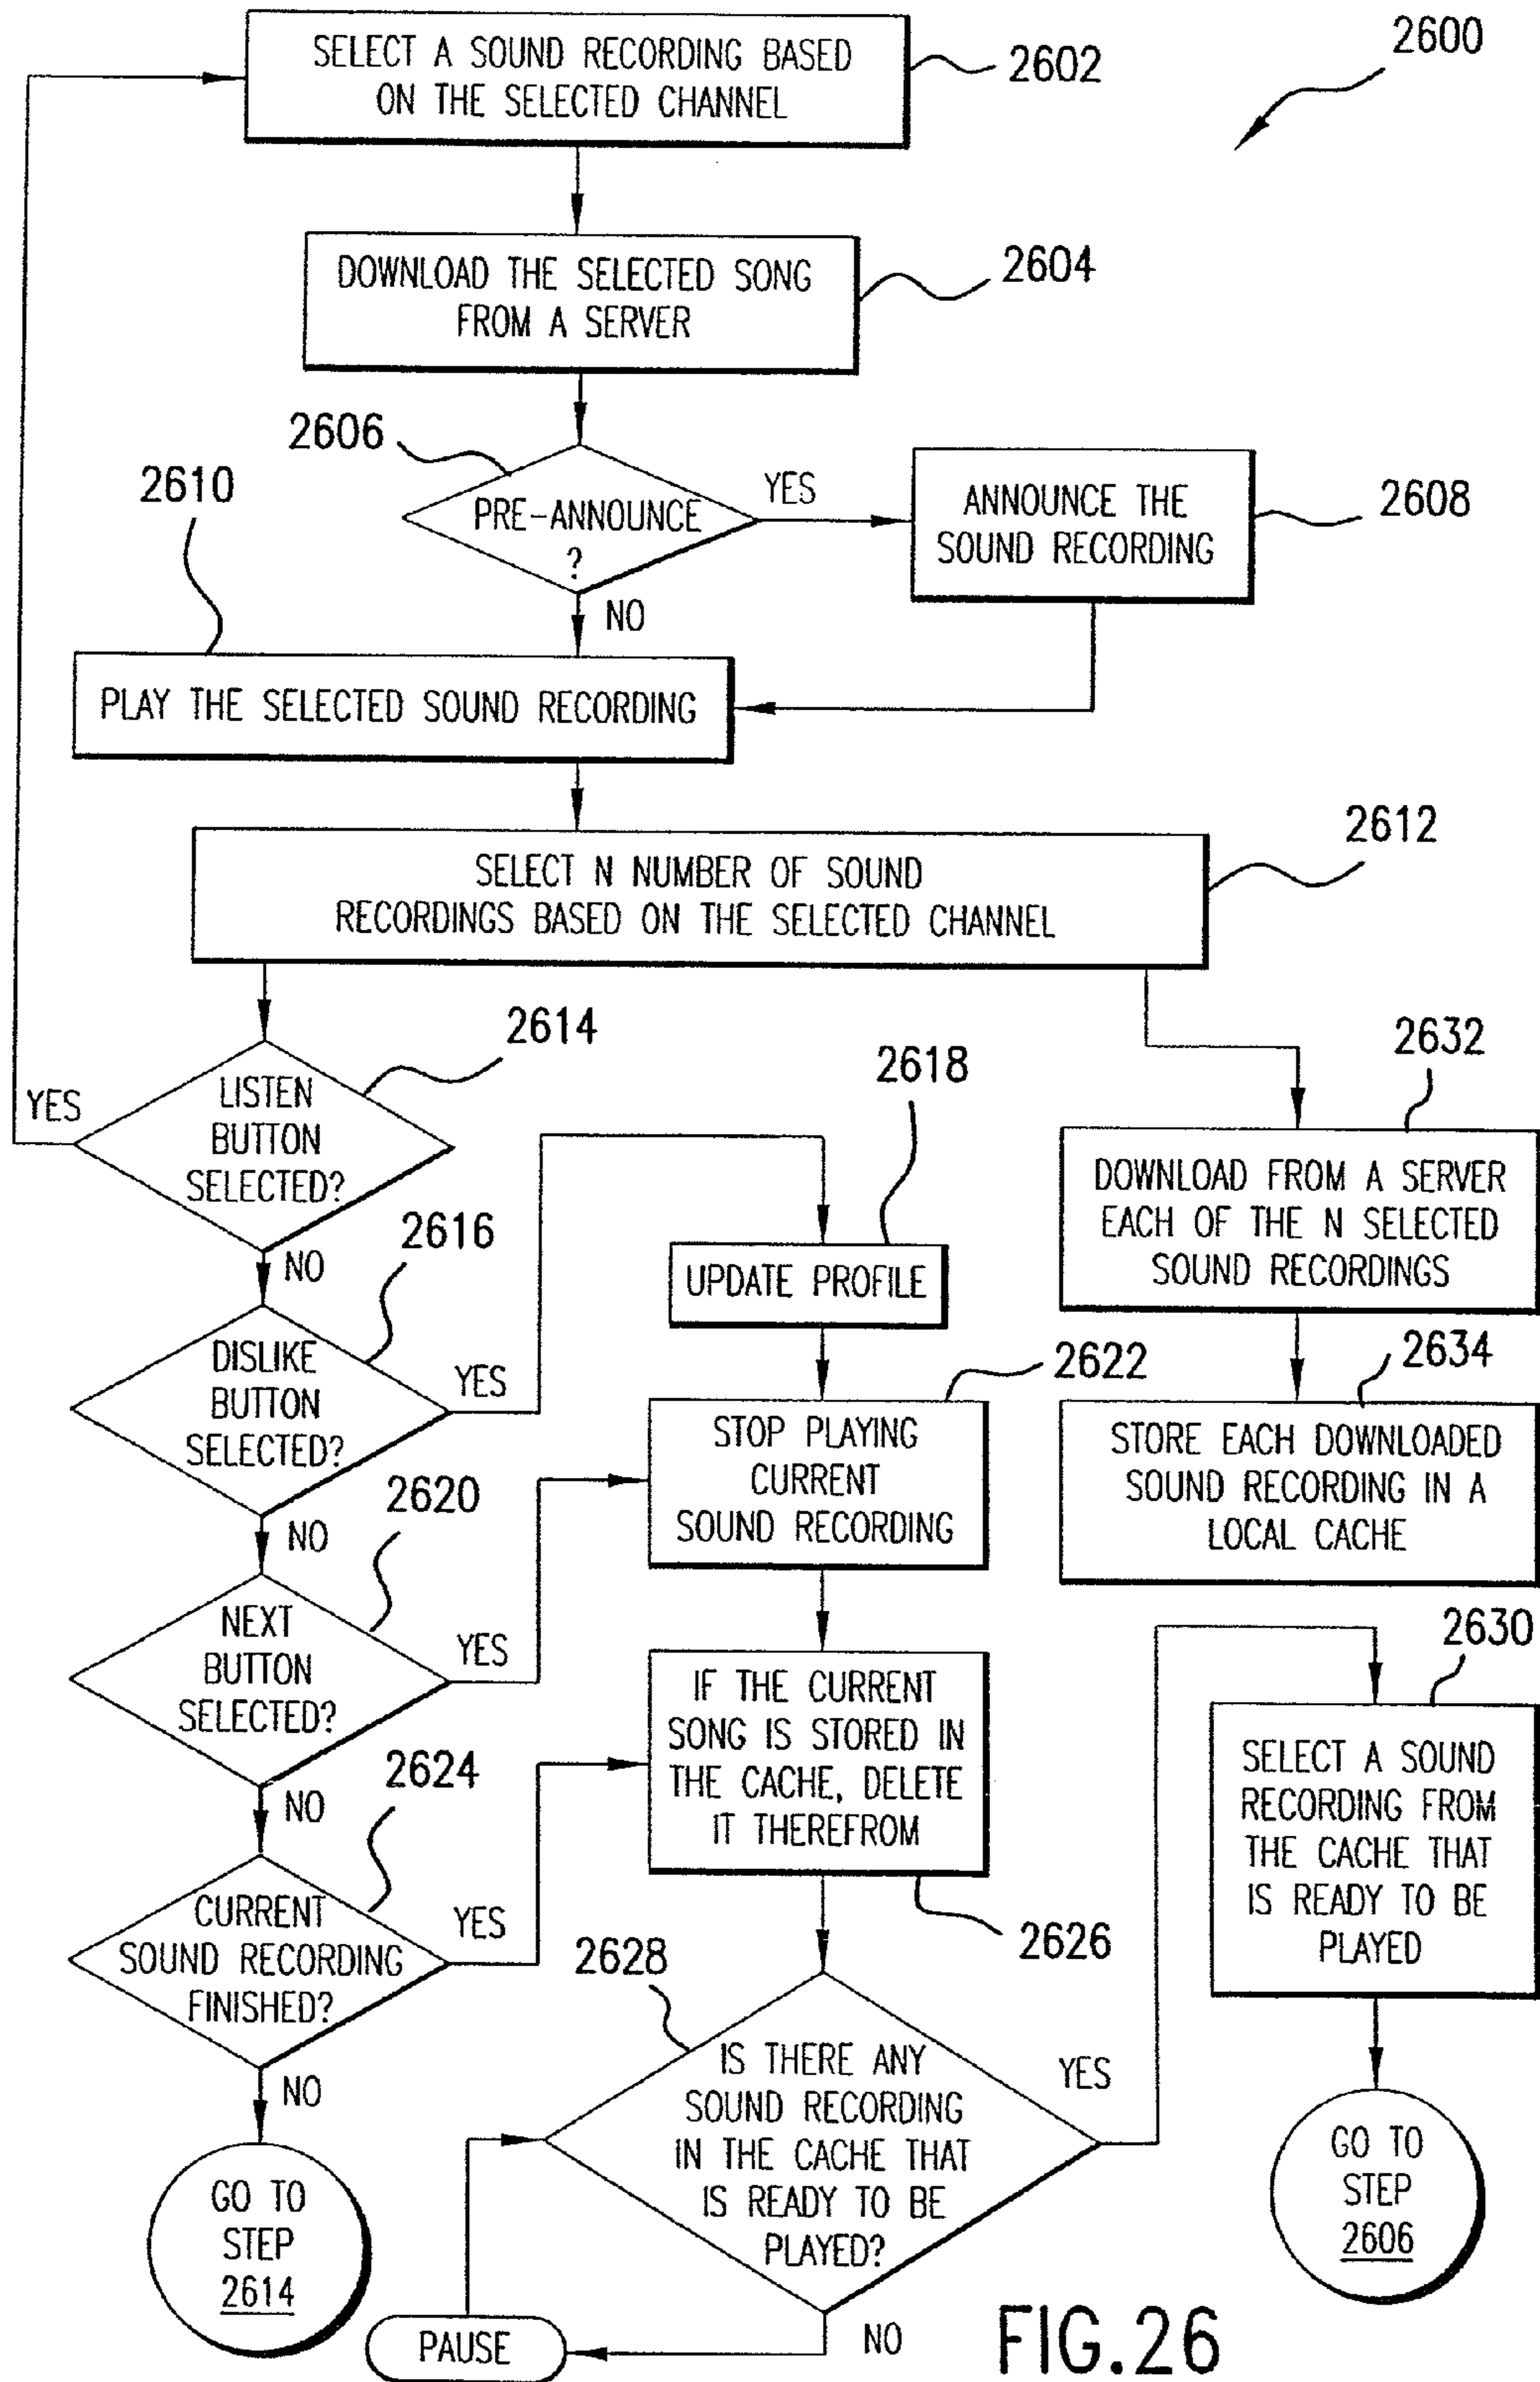 2600
SELECT A SOUND RECORDING BASED
ON THE SELECTED CHANNEL
2602
DOWNLOAD THE SELECTED SONG
FROM A SERVER
2604
2606
PRE-ANNOUNCE
?
YES
NO
ANNOUNCE THE
SOUND RECORDING
2608
2610
PLAY THE SELECTED SOUND RECORDING
2612
SELECT N NUMBER OF SOUND
RECORDINGS BASED ON THE SELECTED CHANNEL
2614
YES
LISTEN
BUTTON
SELECTED?
NO
2616
DISLIKE
BUTTON
SELECTED?
YES
NO
2618
UPDATE PROFILE
2620
NEXT
BUTTON
SELECTED?
YES
NO
2622
STOP PLAYING
CURRENT
SOUND RECORDING
2624
CURRENT
SOUND RECORDING
FINISHED?
YES
NO
GO TO
STEP
2614
IF THE CURRENT
SONG IS STORED IN
THE CACHE, DELETE
IT THEREFROM
2626
2628
IS THERE ANY
SOUND RECORDING
IN THE CACHE THAT
IS READY TO BE
PLAYED?
YES
NO
PAUSE
2632
DOWNLOAD FROM A SERVER
EACH OF THE N SELECTED
SOUND RECORDINGS
2634
STORE EACH DOWNLOADED
SOUND RECORDING IN A
LOCAL CACHE
2630
SELECT A SOUND
RECORDING FROM
THE CACHE THAT
IS READY TO BE
PLAYED
GO TO
STEP
2606
FIG.26